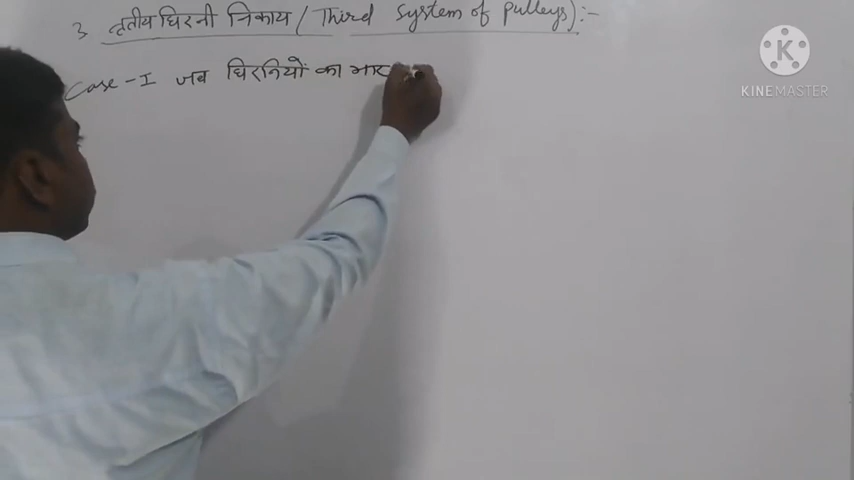 3 तृतीय घिरनी निकाय (Third System of Pulleys):-
Case-I जब घिरनियों का भार
KINEMASTER